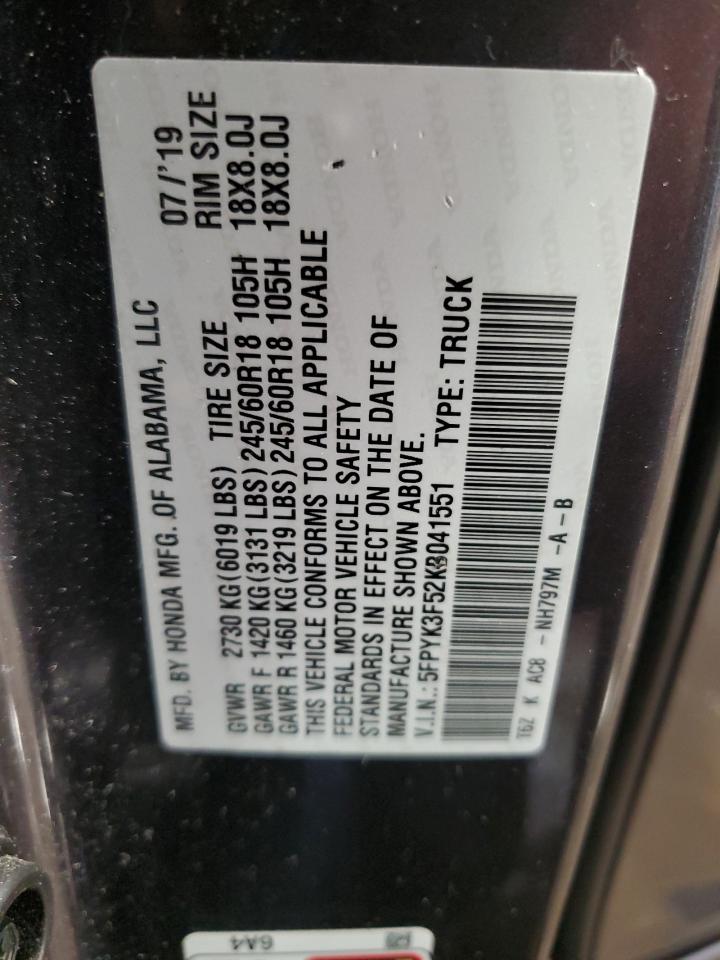 MFD. BY HONDA MFG. OF ALABAMA, LLC 07/'19
GVWR 2730 KG(6019 LBS) TIRE SIZE RIM SIZE
GAWR F 1420 KG(3131 LBS) 245/60R18 105H 18X8.0J
GAWR R 1460 KG(3219 LBS) 245/60R18 105H 18X8.0J
THIS VEHICLE CONFORMS TO ALL APPLICABLE
FEDERAL MOTOR VEHICLE SAFETY
STANDARDS IN EFFECT ON THE DATE OF
MANUFACTURE SHOWN ABOVE.
V.I.N.: 5FPYK3F52KB041551 TYPE: TRUCK
T6Z K AC8 - NH797M - A - B
6A4